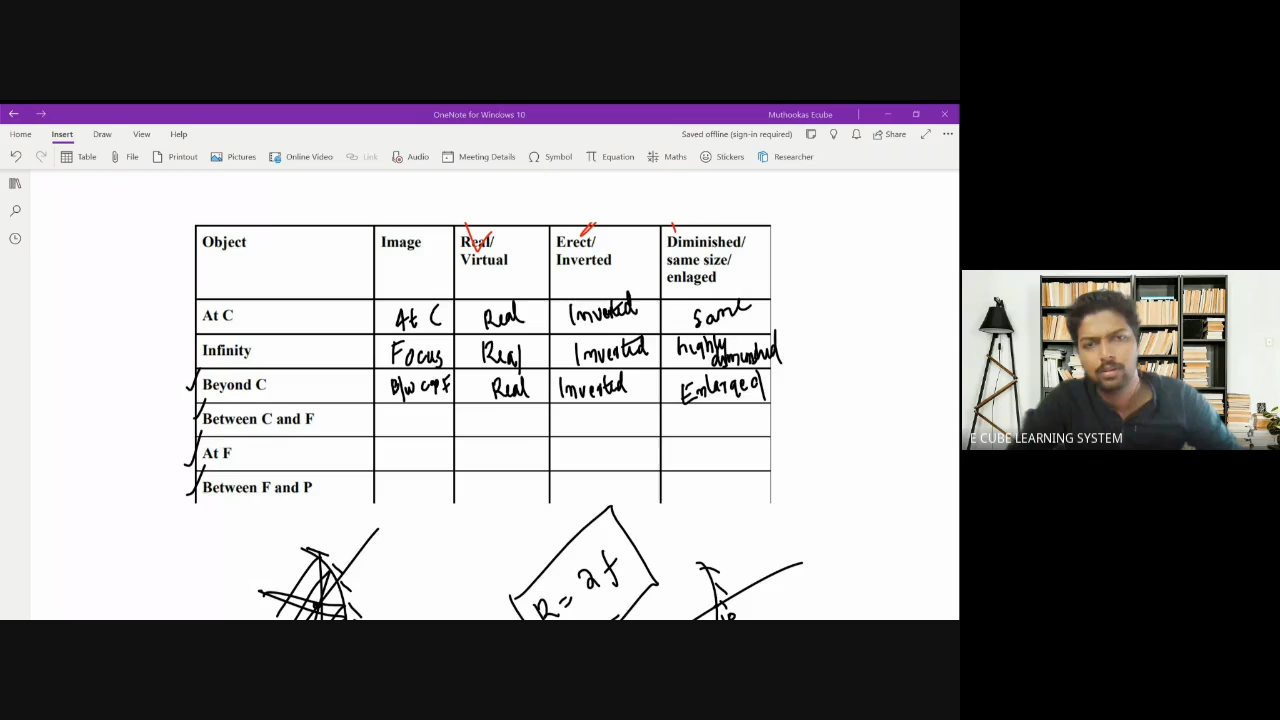 OneNote for Windows 10
Muthookas Ecube
Home Insert Draw View Help
Saved offline (sign-in required) Share
Table File Printout Pictures Online Video Link Audio Meeting Details Symbol Equation Maths Stickers Researcher
Object Image Real/ Erect/ Diminished/
Virtual Inverted same size/
enlaged
At C At C Real Inverted Same
Infinity Focus Real Inverted highly diminished
Beyond C B/w C & F Real Inverted Enlarged
Between C and F
At F
Between F and P
R = 2f
E CUBE LEARNING SYSTEM